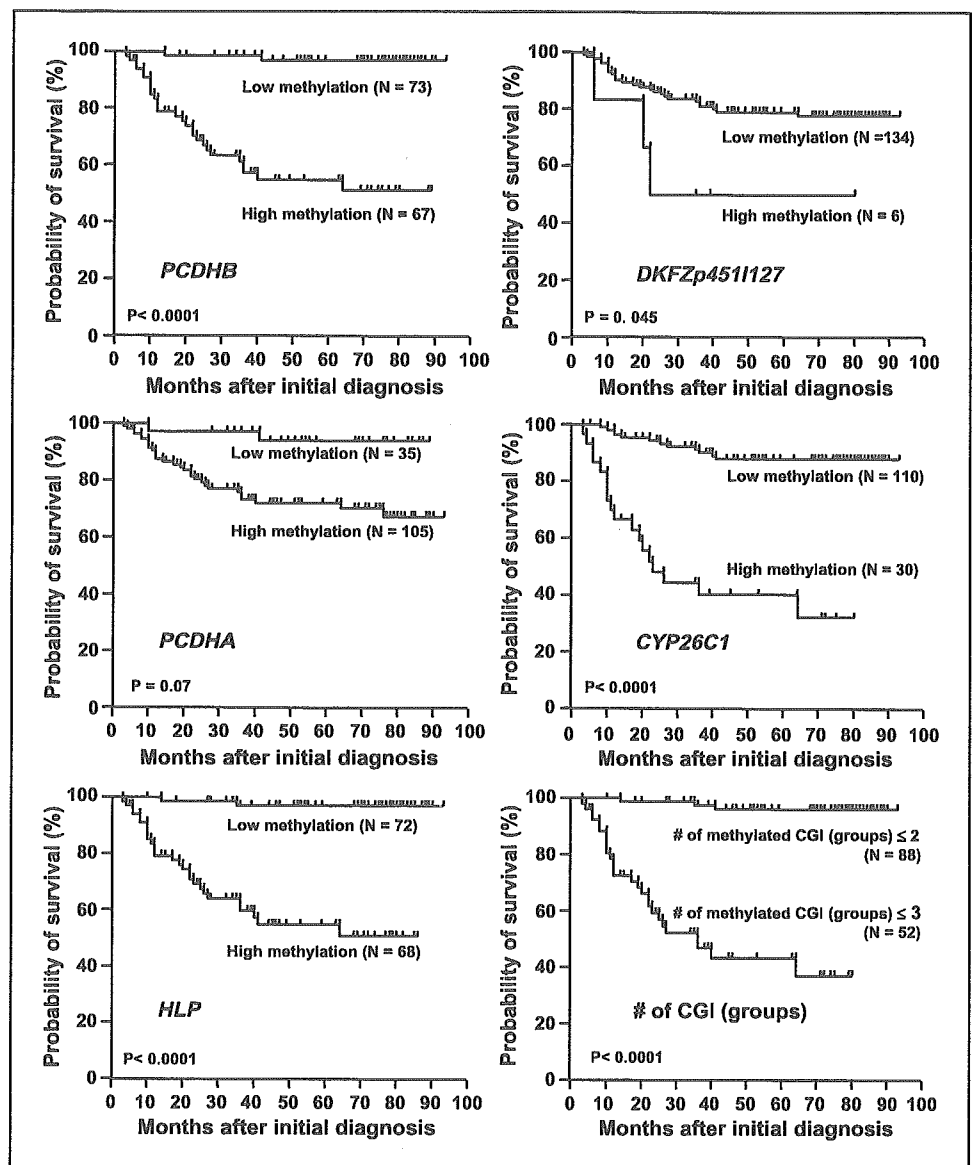 Probability of survival (%)
100
80
60
40
20
0
Low methylation (N = 73)
High methylation (N = 67)
PCDHB
P< 0.0001
0 10 20 30 40 50 60 70 80 90 100
Months after initial diagnosis
Probability of survival (%)
100
80
60
40
20
0
Low methylation (N =134)
High methylation (N = 6)
DKFZp451I127
P = 0. 045
0 10 20 30 40 50 60 70 80 90 100
Months after initial diagnosis
Probability of survival (%)
100
80
60
40
20
0
Low methylation (N = 35)
High methylation (N = 105)
PCDHA
P = 0.07
0 10 20 30 40 50 60 70 80 90 100
Months after initial diagnosis
Probability of survival (%)
100
80
60
40
20
0
Low methylation (N = 110)
High methylation (N = 30)
CYP26C1
P< 0.0001
0 10 20 30 40 50 60 70 80 90 100
Months after initial diagnosis
Probability of survival (%)
100
80
60
40
20
0
Low methylation (N = 72)
High methylation (N = 68)
HLP
P< 0.0001
0 10 20 30 40 50 60 70 80 90 100
Months after initial diagnosis
Probability of survival (%)
100
80
60
40
20
0
# of methylated CGI (groups) ≤ 2
(N = 88)
# of methylated CGI (groups) ≤ 3
(N = 52)
# of CGI (groups)
P< 0.0001
0 10 20 30 40 50 60 70 80 90 100
Months after initial diagnosis